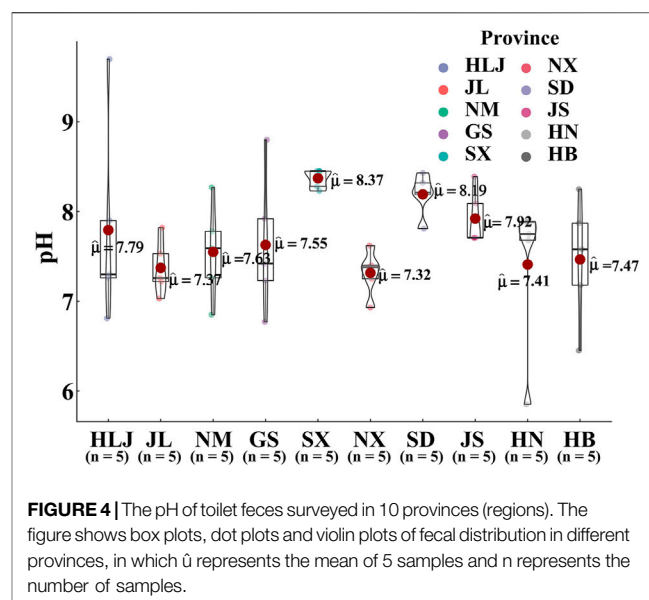 Province
HLJ NX
JL SD
NM JS
GS HN
SX HB
9
8
7
6
pH
μ̂ = 7.79
μ̂ = 7.37
μ̂ = 7.63
μ̂ = 7.55
μ̂ = 8.37
μ̂ = 7.32
μ̂ = 8.19
μ̂ = 7.92
μ̂ = 7.41
μ̂ = 7.47
HLJ JL NM GS SX NX SD JS HN HB
(n = 5) (n = 5) (n = 5) (n = 5) (n = 5) (n = 5) (n = 5) (n = 5) (n = 5) (n = 5)
FIGURE 4 | The pH of toilet feces surveyed in 10 provinces (regions). The
figure shows box plots, dot plots and violin plots of fecal distribution in different
provinces, in which û represents the mean of 5 samples and n represents the
number of samples.